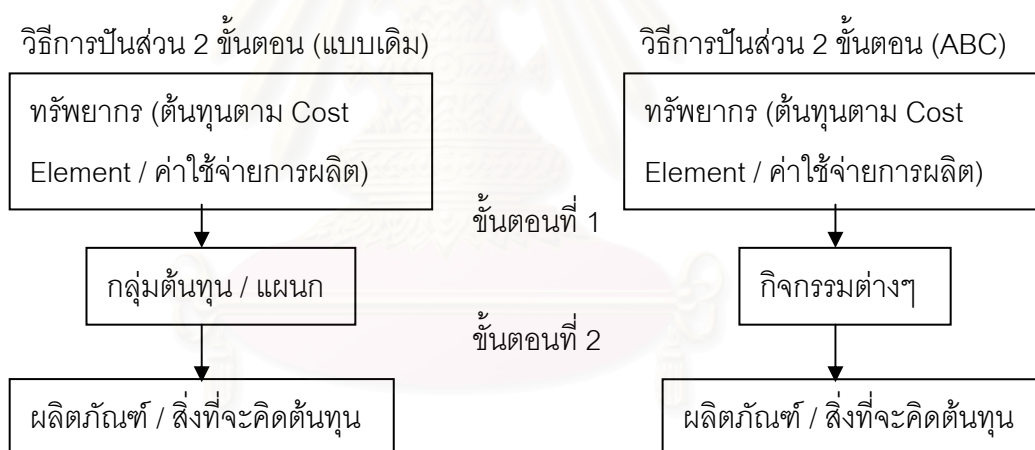 วิธีการปันส่วน 2 ขั้นตอน (แบบเดิม)
ทรัพยากร (ต้นทุนตาม Cost
Element / ค่าใช้จ่ายการผลิต)
กลุ่มต้นทุน / แผนก
ผลิตภัณฑ์ / สิ่งที่จะคิดต้นทุน
ขั้นตอนที่ 1
ขั้นตอนที่ 2
วิธีการปันส่วน 2 ขั้นตอน (ABC)
ทรัพยากร (ต้นทุนตาม Cost
Element / ค่าใช้จ่ายการผลิต)
กิจกรรมต่างๆ
ผลิตภัณฑ์ / สิ่งที่จะคิดต้นทุน